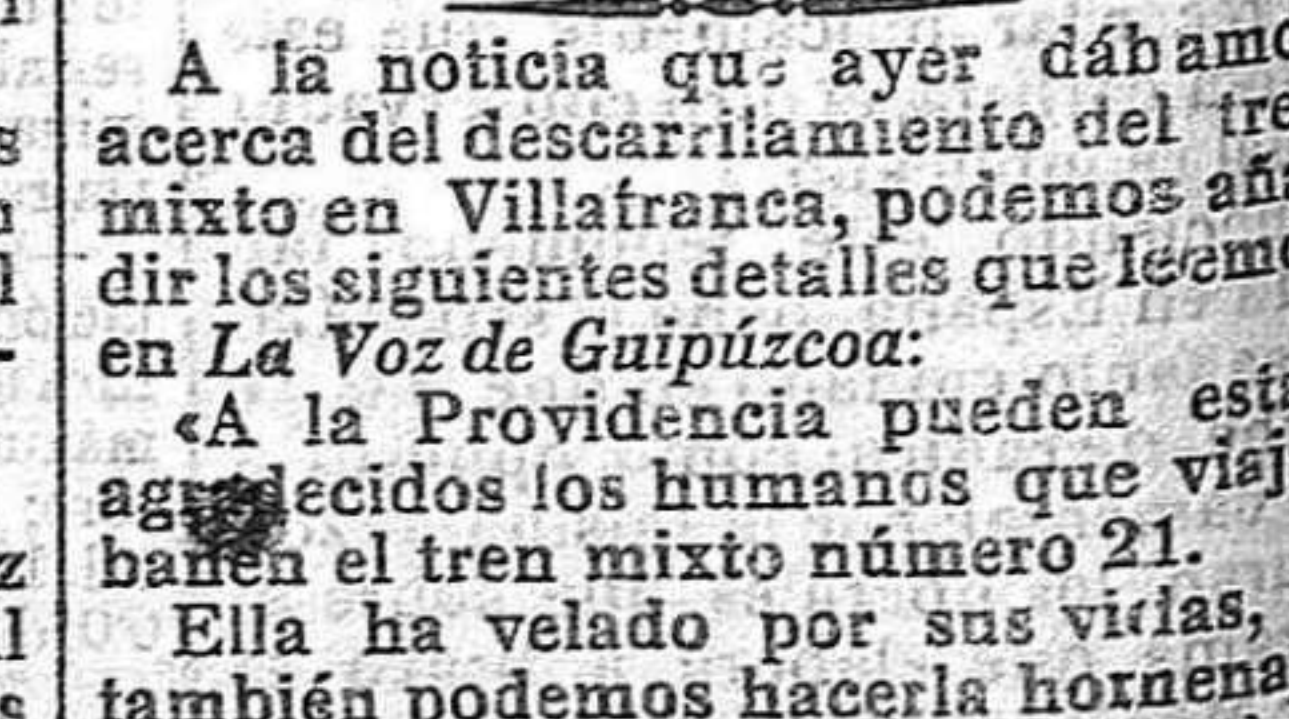 A la noticia que ayer dábamo
acerca del descarrilamiento del tre
mixto en Villafranca, podemos aña
dir los siguientes detalles que leemo
en La Voz de Guipúzcoa:
«A la Providencia pueden esta
agradecidos los humanos que viaj
ban en el tren mixto número 21.
Ella ha velado por sus vidas,
también podemos hacerla homena